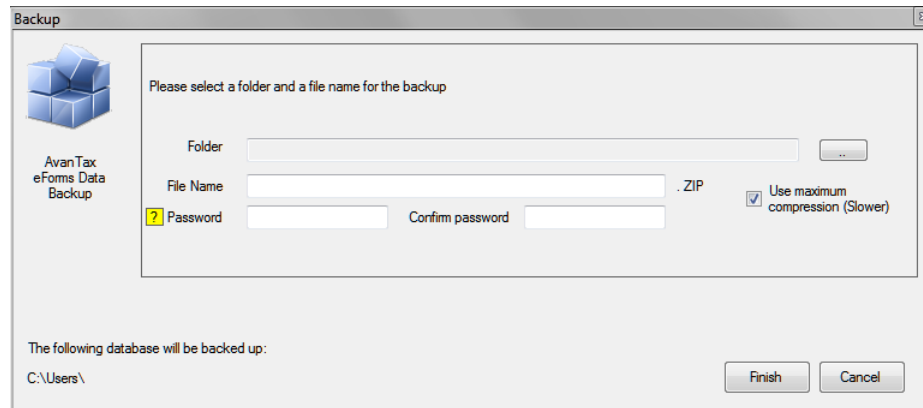 Backup
Please select a folder and a file name for the backup
AvanTax
eForms Data
Backup
Folder
..
File Name
. ZIP
Use maximum
compression (Slower)
? Password
Confirm password
The following database will be backed up:
C:\Users\
Finish
Cancel